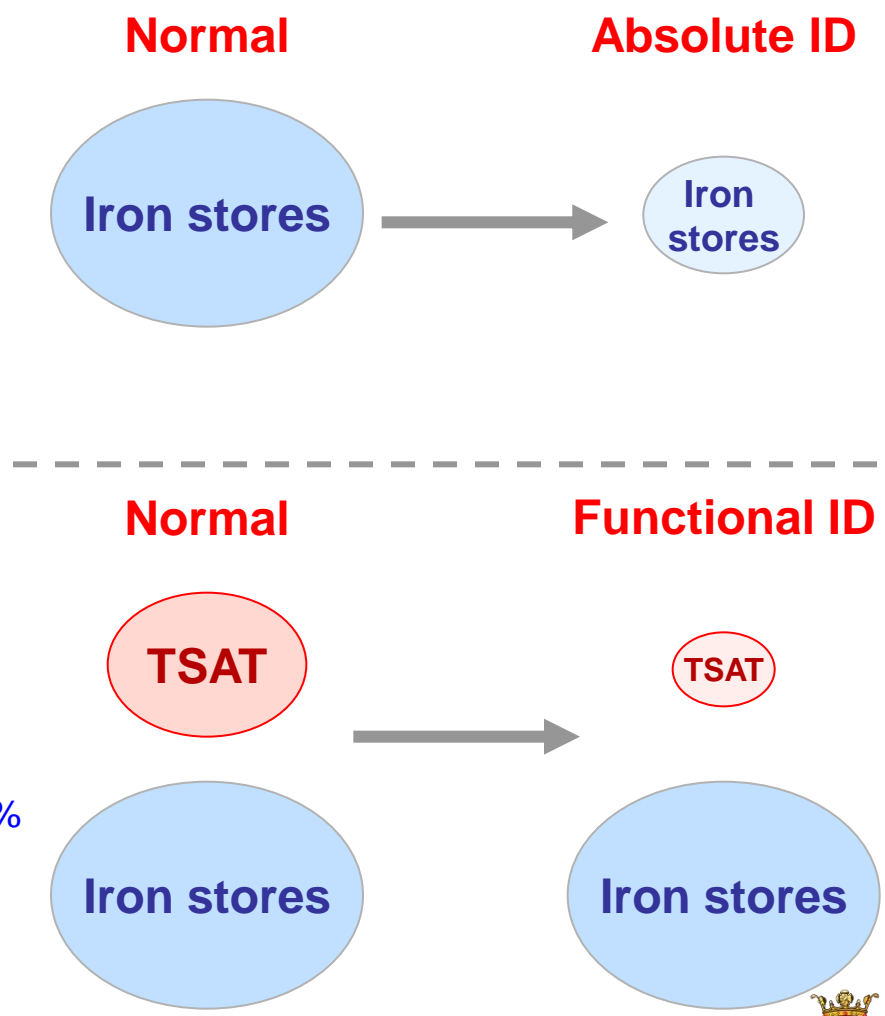 Normal Absolute ID
Iron stores
Iron
stores
Normal Functional ID
TSAT
TSAT
%
Iron stores
Iron stores